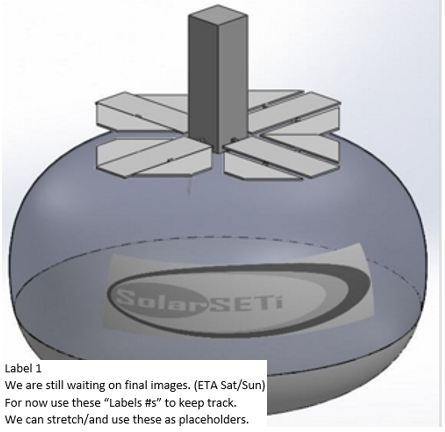 SolarSETi
Label 1
We are still waiting on final images. (ETA Sat/Sun)
For now use these “Labels #s” to keep track.
We can stretch/and use these as placeholders.